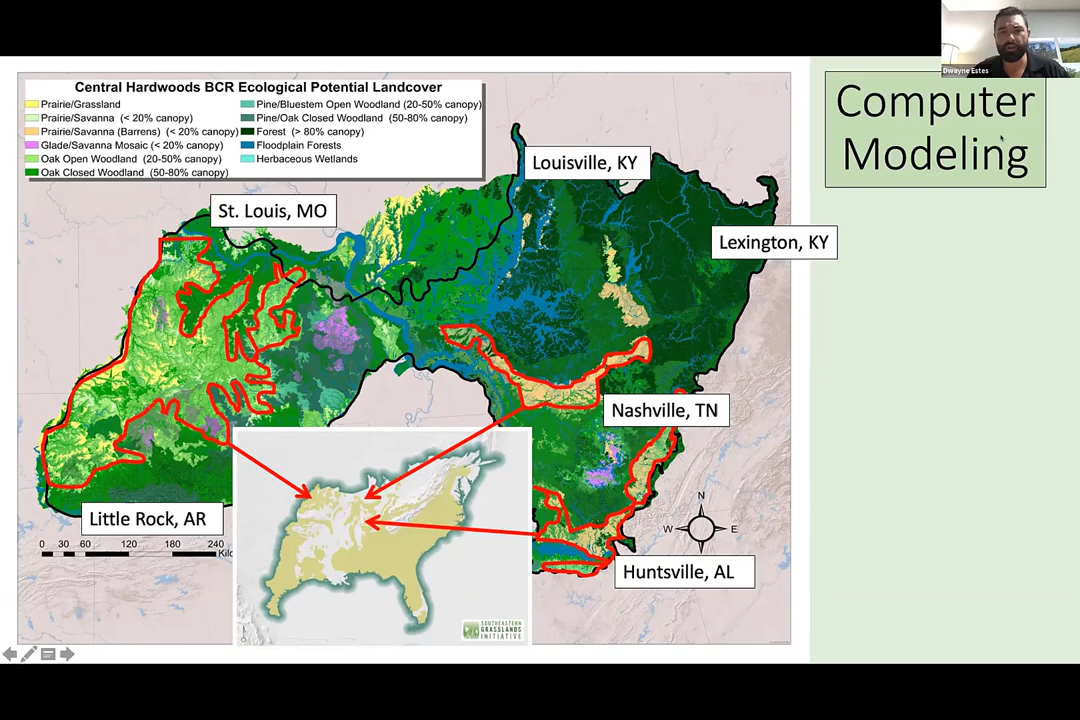 Dwayne Estes
Computer
Modeling
Central Hardwoods BCR Ecological Potential Landcover
Prairie/Grassland
Prairie/Savanna (< 20% canopy)
Prairie/Savanna (Barrens) (< 20% canopy)
Glade/Savanna Mosaic (< 20% canopy)
Oak Open Woodland (20-50% canopy)
Oak Closed Woodland (50-80% canopy)
Pine/Bluestem Open Woodland (20-50% canopy)
Pine/Oak Closed Woodland (50-80% canopy)
Forest (> 80% canopy)
Floodplain Forests
Herbaceous Wetlands
Louisville, KY
St. Louis, MO
Lexington, KY
Nashville, TN
Little Rock, AR
Huntsville, AL
N
W E
S
0 30 60 120 180 240
Kilo
SOUTHEASTERN
GRASSLANDS
INITIATIVE